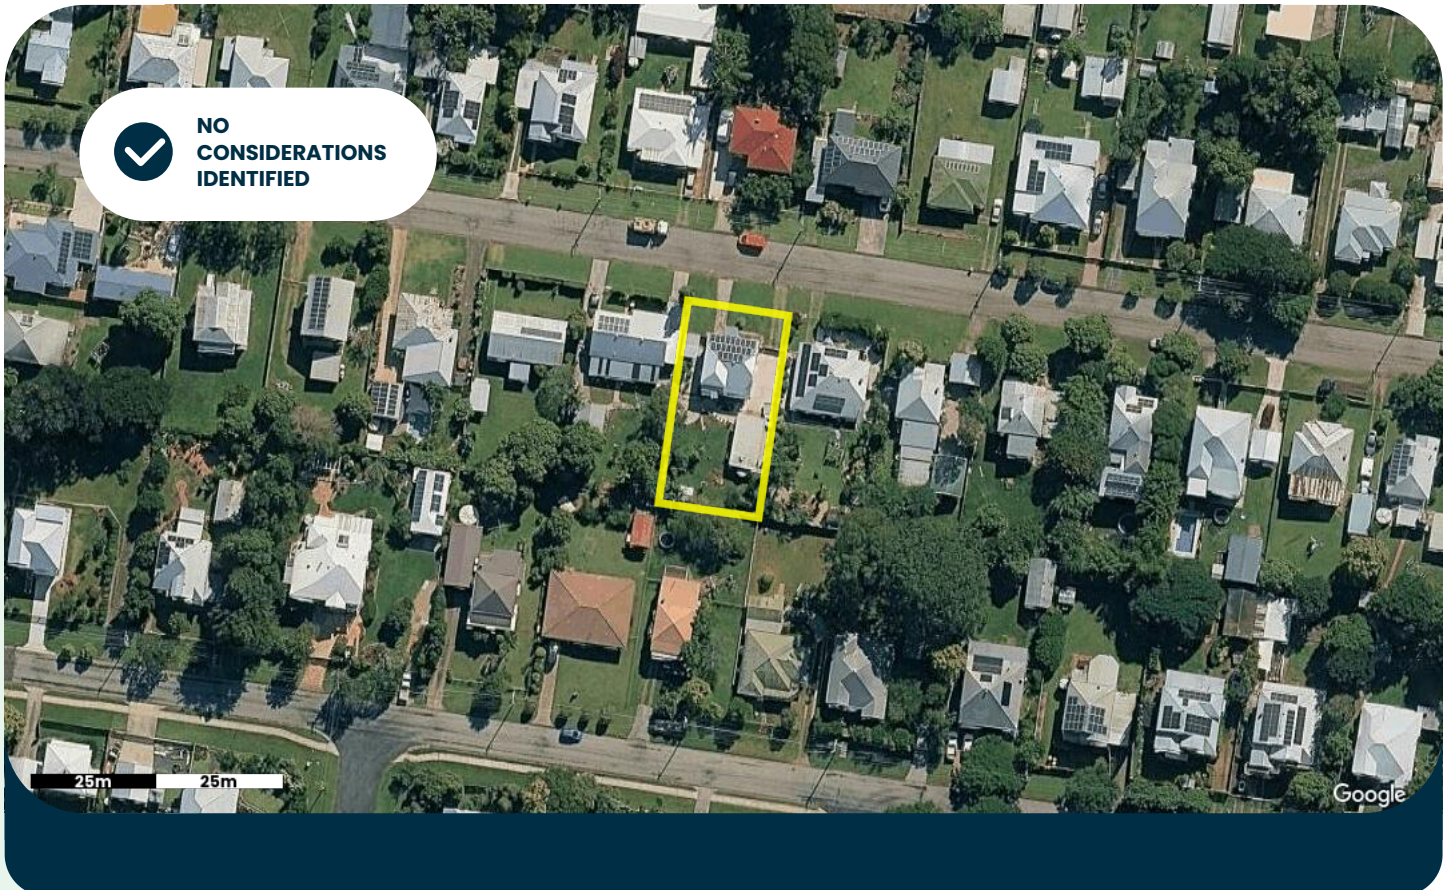 NO
CONSIDERATIONS
IDENTIFIED
25m 25m
Google